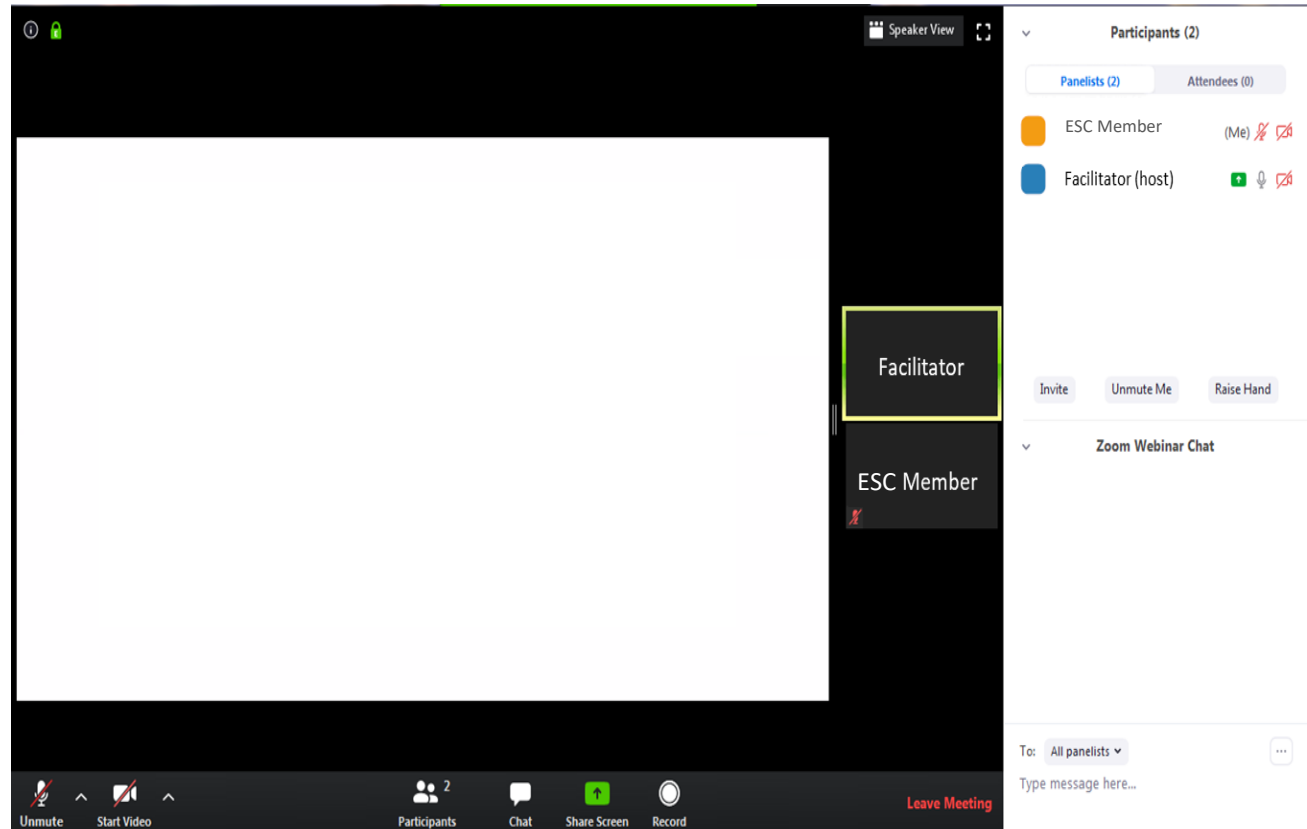 Speaker View
Participants (2)
Panelists (2) Attendees (0)
ESC Member (Me)
Facilitator (host)
Facilitator
ESC Member
Invite Unmute Me Raise Hand
Zoom Webinar Chat
To: All panelists
Type message here...
2
Unmute Start Video Participants Chat Share Screen Record Leave Meeting